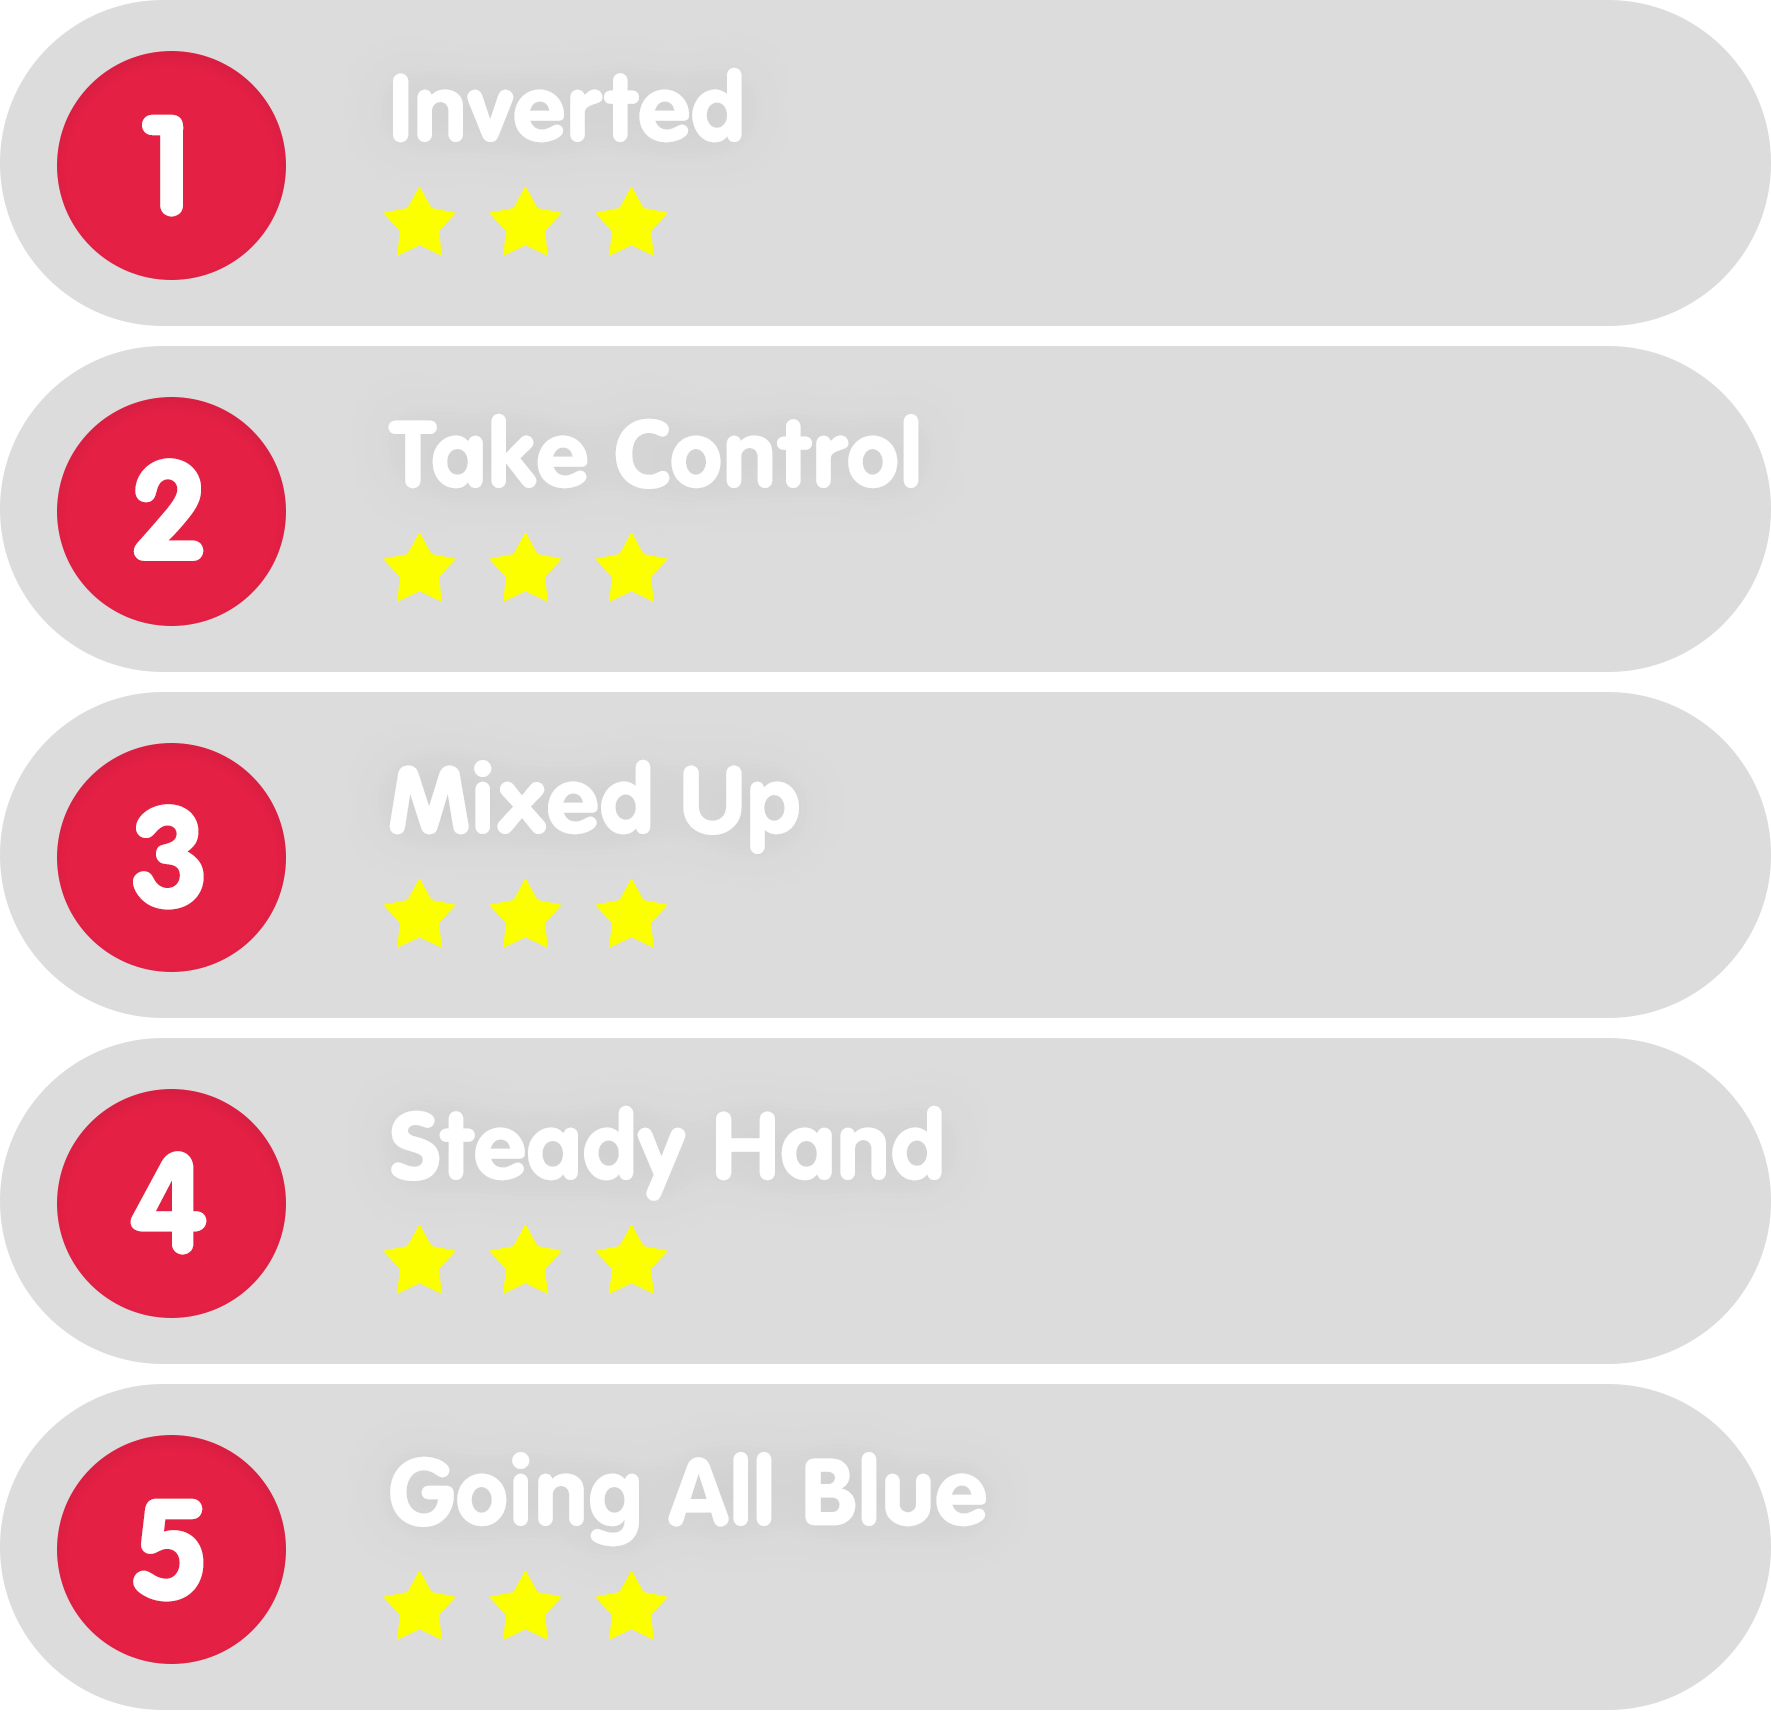 1
Inverted
2
Take Control
3
Mixed Up
4
Steady Hand
5
Going All Blue